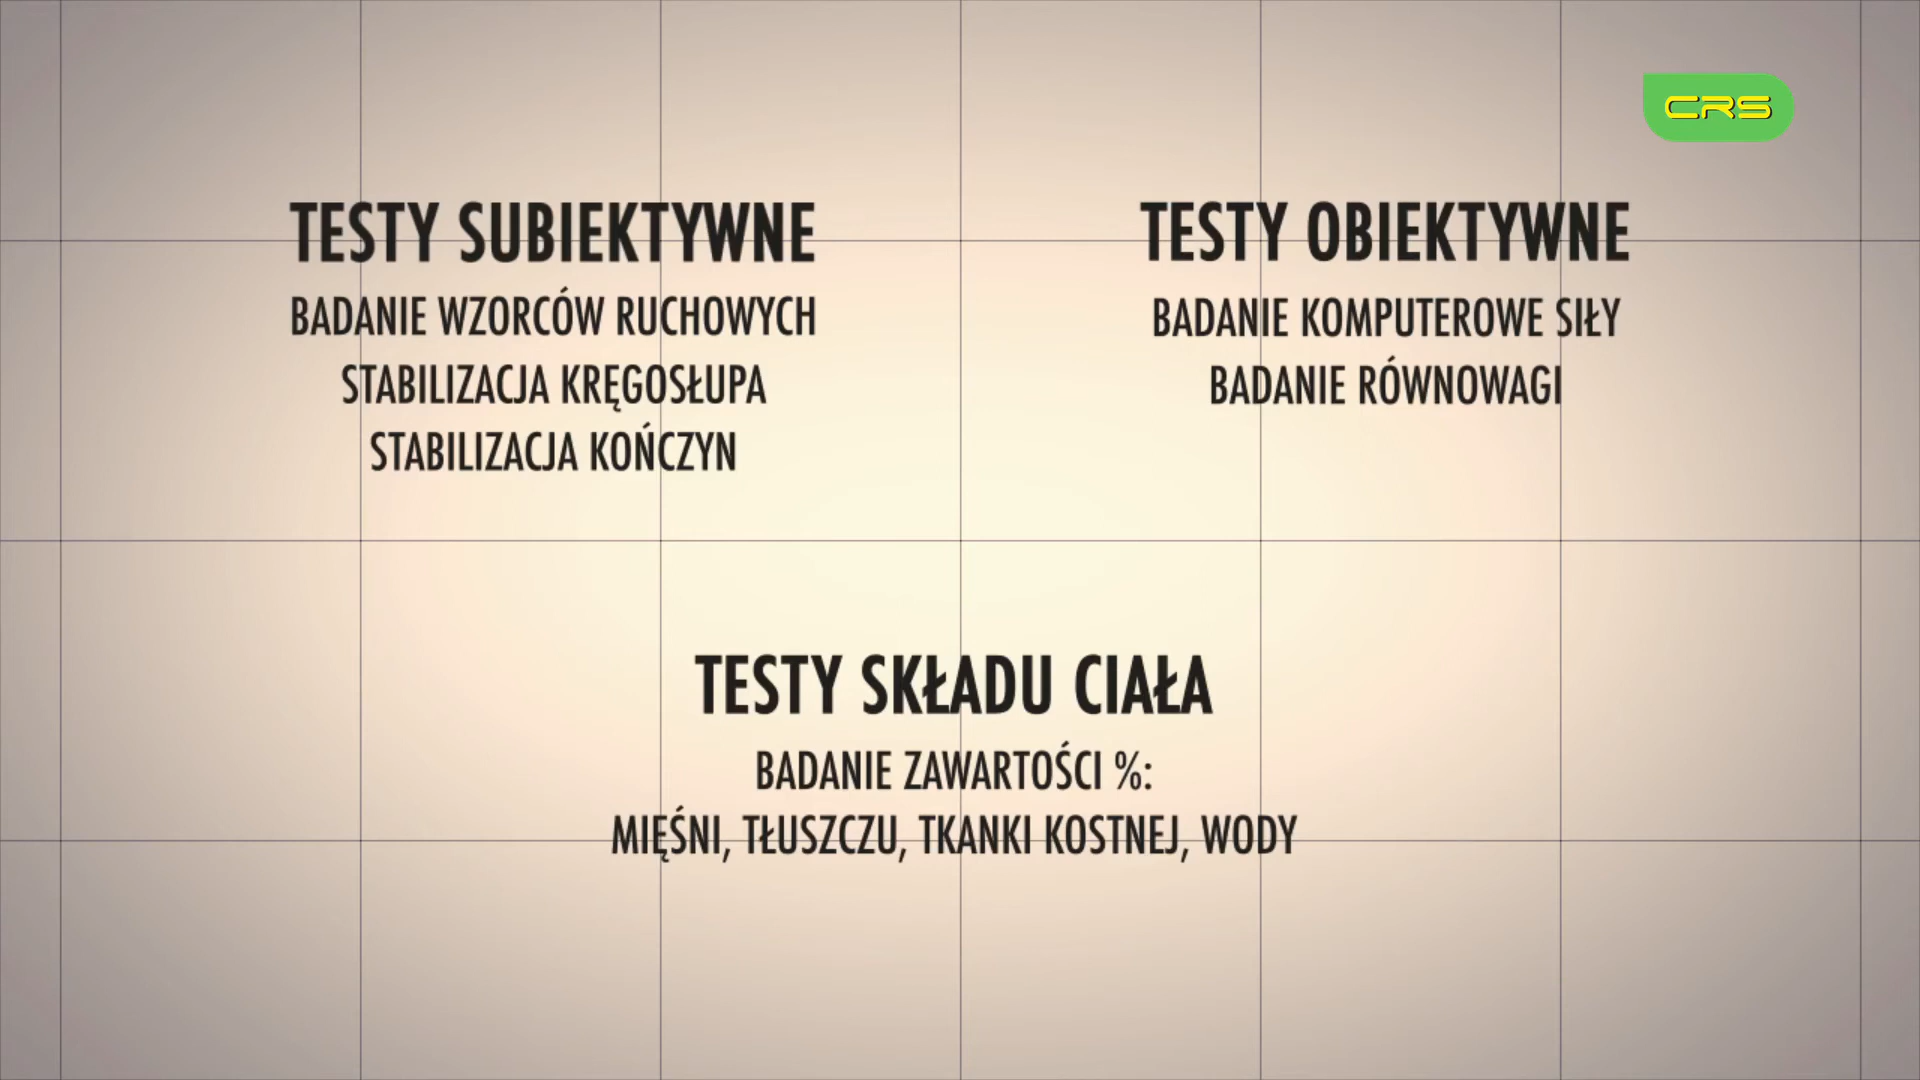 CRS
TESTY SUBIEKTYWNE
BADANIE WZORCÓW RUCHOWYCH
STABILIZACJA KRĘGOSŁUPA
STABILIZACJA KOŃCZYN
TESTY OBIEKTYWNE
BADANIE KOMPUTEROWE SIŁY
BADANIE RÓWNOWAGI
TESTY SKŁADU CIAŁA
BADANIE ZAWARTOŚCI %:
MIĘŚNI, TŁUSZCZU, TKANKI KOSTNEJ, WODY